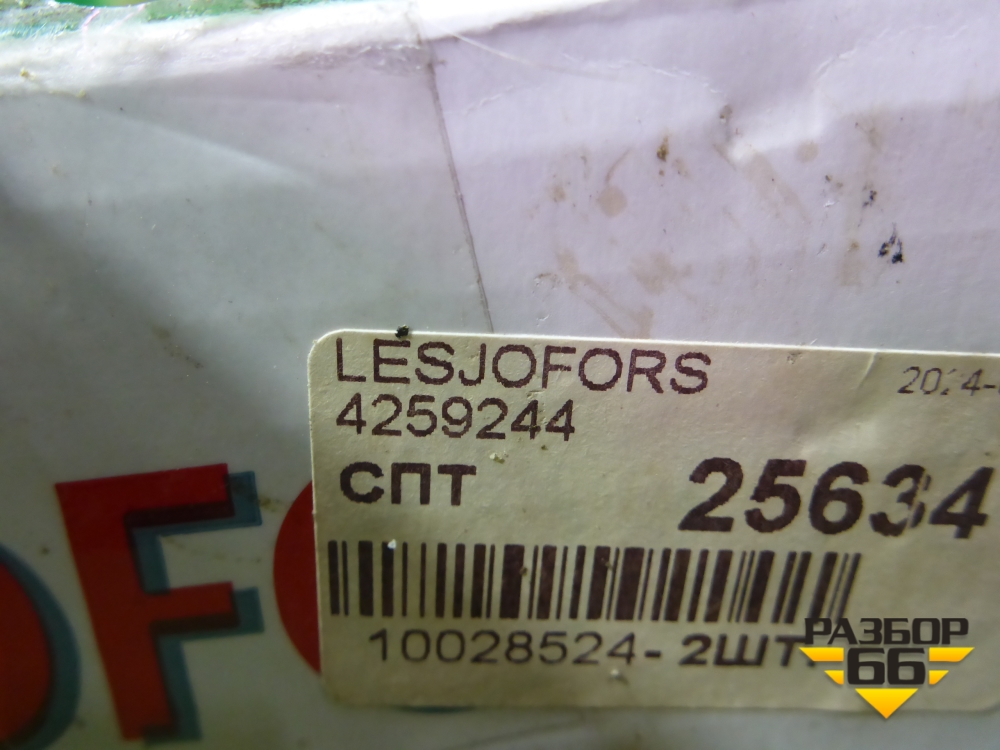 LESJOFORS
4259244
СПТ 25634
10028524- 2ШТ.
РАЗБОР
66